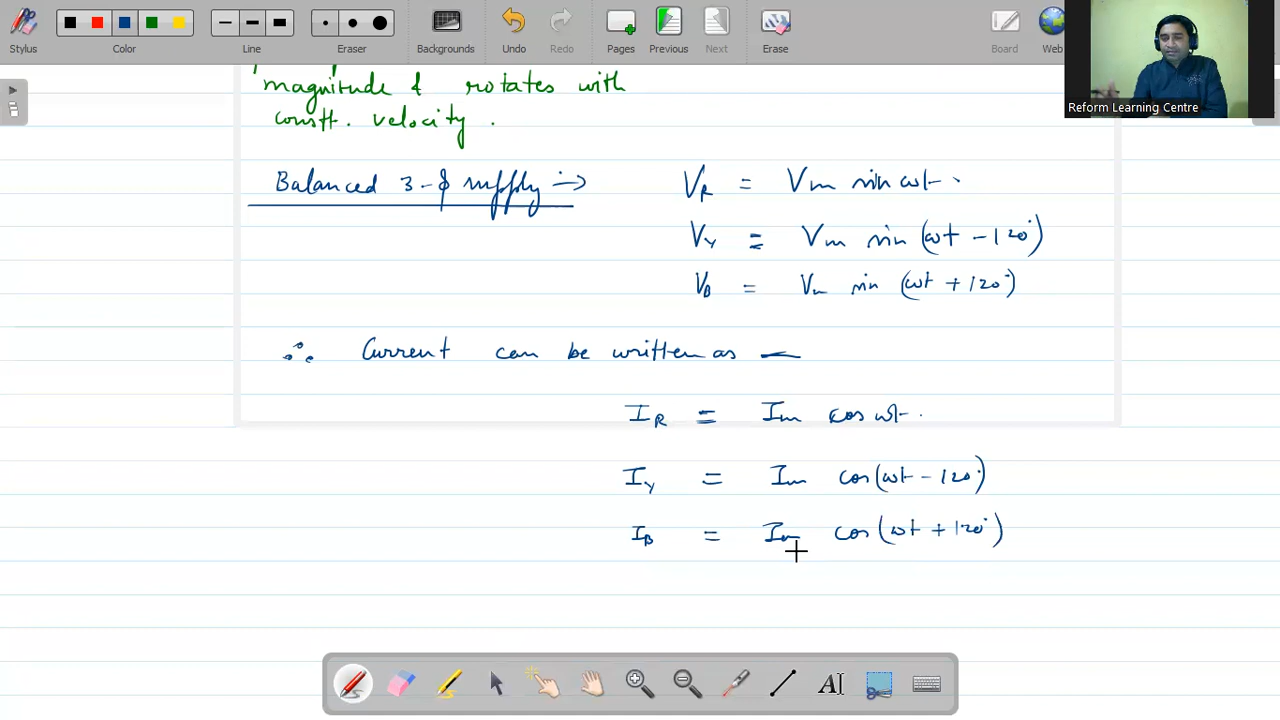 Stylus Color Line Eraser Backgrounds Undo Redo Pages Previous Next Erase Board Web
Reform Learning Centre
magnitude & rotates with
constt. velocity .
Balanced 3-ϕ supply → VR = Vm sin ωt .
VY = Vm sin (ωt - 120°)
VB = Vm sin (ωt + 120°)
∴ Current can be written as —
IR = Im cos ωt .
IY = Im cos(ωt - 120°)
IB = Im cos(ωt + 120°)